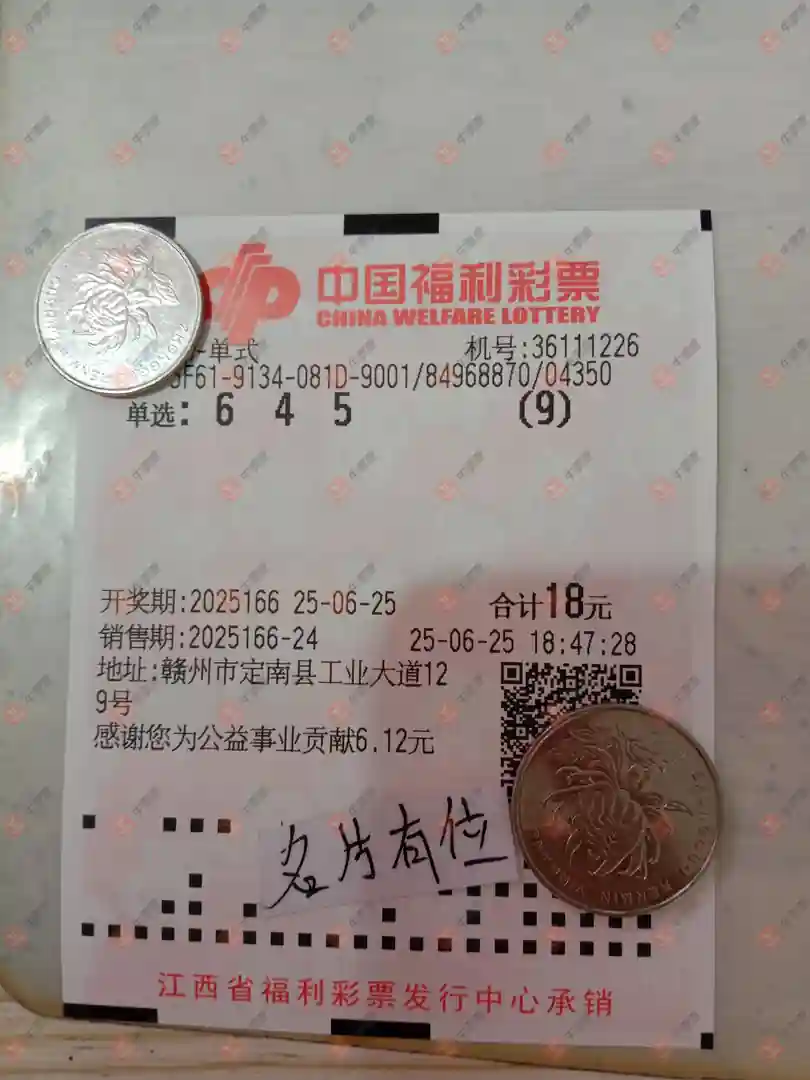 中国福利彩票
CHINA WELFARE LOTTERY
-单式 机号:36111226
F61-9134-081D-9001/84968870/04350
单选: 6 4 5 (9)
开奖期:2025166 25-06-25 合计18元
销售期:2025166-24 25-06-25 18:47:28
地址:赣州市定南县工业大道12
9号
感谢您为公益事业贡献6.12元
名片有位
江西省福利彩票发行中心承销